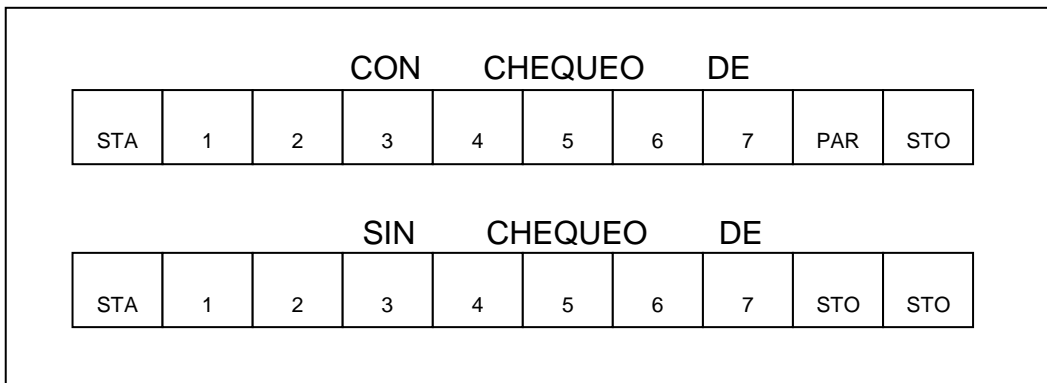 CON CHEQUEO DE
STA 1 2 3 4 5 6 7 PAR STO
SIN CHEQUEO DE
STA 1 2 3 4 5 6 7 STO STO